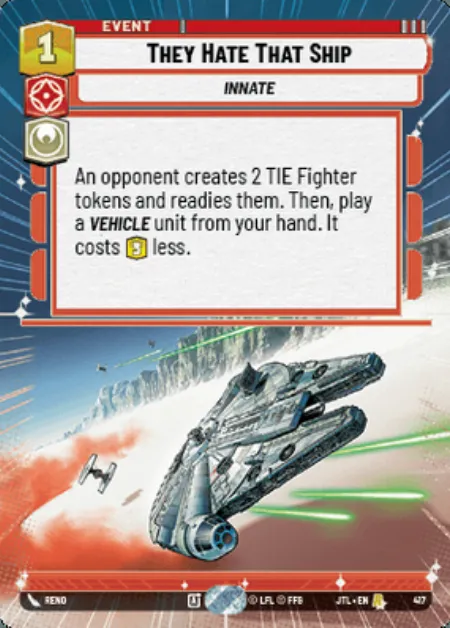 EVENT
1
THEY HATE THAT SHIP
INNATE
An opponent creates 2 TIE Fighter
tokens and readies them. Then, play
a VEHICLE unit from your hand. It
costs 3 less.
RENO
© LFL © FFG
JTL • EN